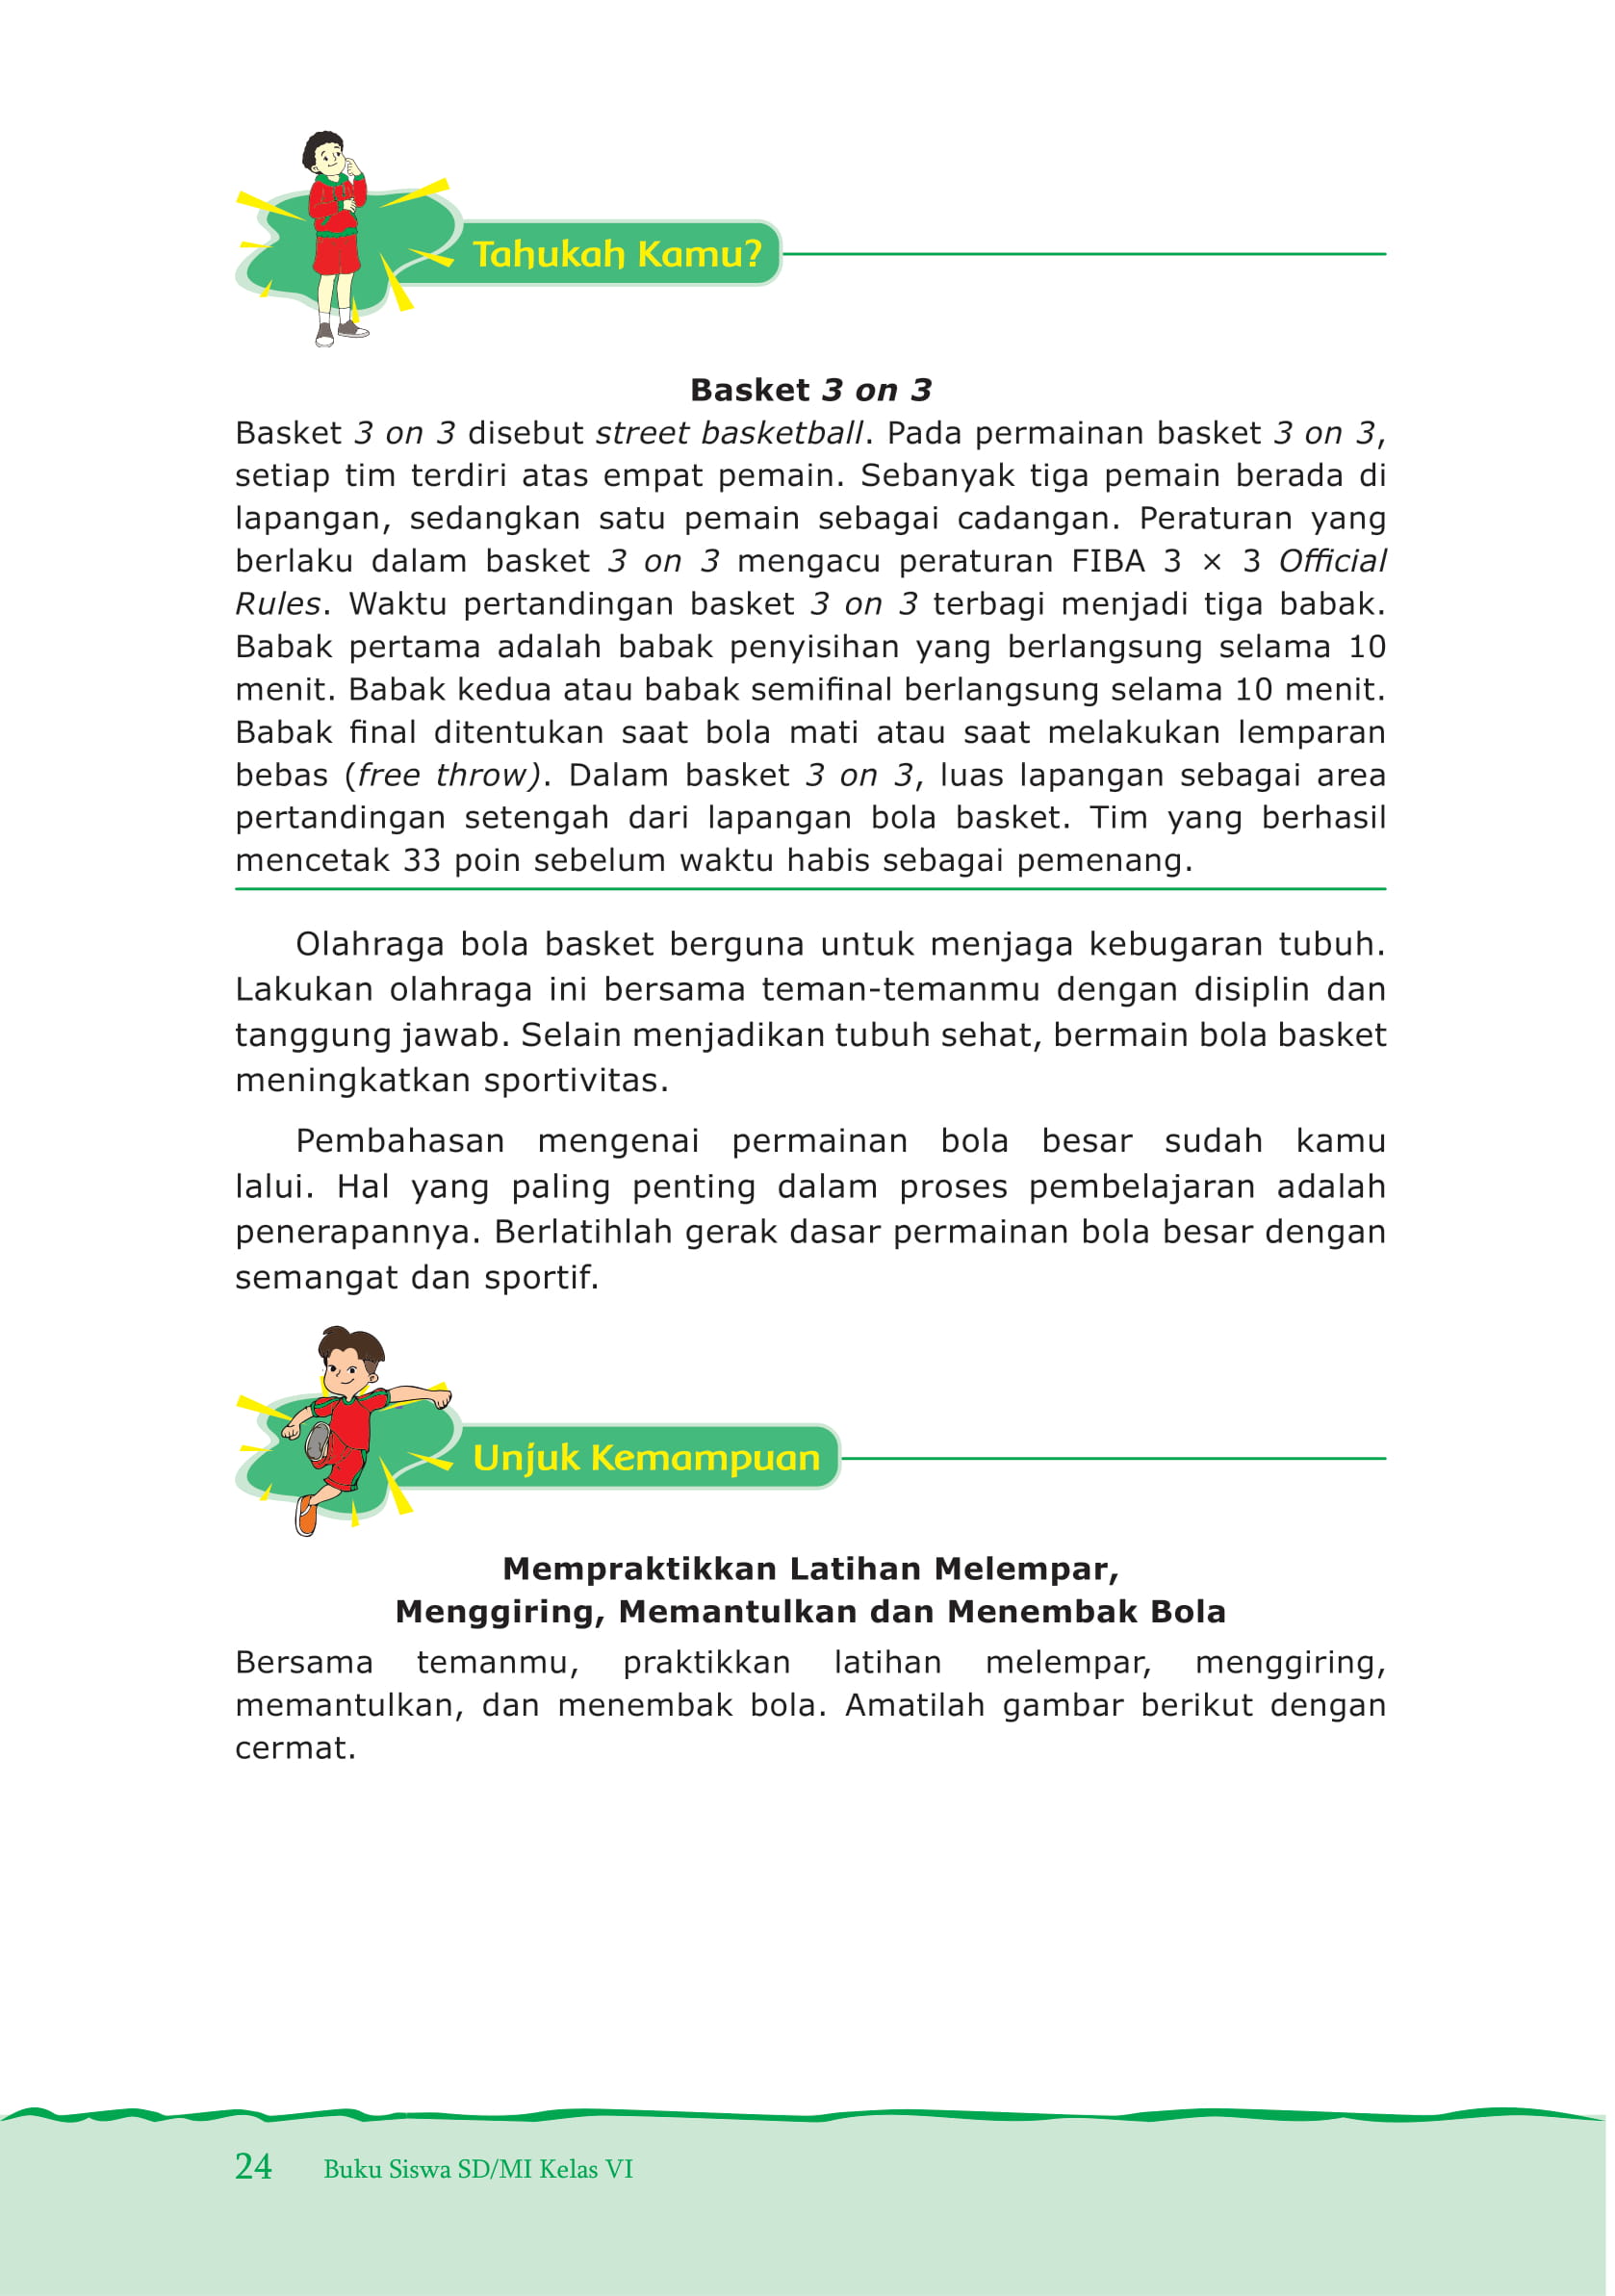 Tahukah Kamu?
Basket 3 on 3
Basket 3 on 3 disebut street basketball. Pada permainan basket 3 on 3,
setiap tim terdiri atas empat pemain. Sebanyak tiga pemain berada di
lapangan, sedangkan satu pemain sebagai cadangan. Peraturan yang
berlaku dalam basket 3 on 3 mengacu peraturan FIBA 3 × 3 Official
Rules. Waktu pertandingan basket 3 on 3 terbagi menjadi tiga babak.
Babak pertama adalah babak penyisihan yang berlangsung selama 10
menit. Babak kedua atau babak semifinal berlangsung selama 10 menit.
Babak final ditentukan saat bola mati atau saat melakukan lemparan
bebas (free throw). Dalam basket 3 on 3, luas lapangan sebagai area
pertandingan setengah dari lapangan bola basket. Tim yang berhasil
mencetak 33 poin sebelum waktu habis sebagai pemenang.
Olahraga bola basket berguna untuk menjaga kebugaran tubuh.
Lakukan olahraga ini bersama teman-temanmu dengan disiplin dan
tanggung jawab. Selain menjadikan tubuh sehat, bermain bola basket
meningkatkan sportivitas.
Pembahasan mengenai permainan bola besar sudah kamu
lalui. Hal yang paling penting dalam proses pembelajaran adalah
penerapannya. Berlatihlah gerak dasar permainan bola besar dengan
semangat dan sportif.
Unjuk Kemampuan
Mempraktikkan Latihan Melempar,
Menggiring, Memantulkan dan Menembak Bola
Bersama temanmu, praktikkan latihan melempar, menggiring,
memantulkan, dan menembak bola. Amatilah gambar berikut dengan
cermat.
24 Buku Siswa SD/MI Kelas VI